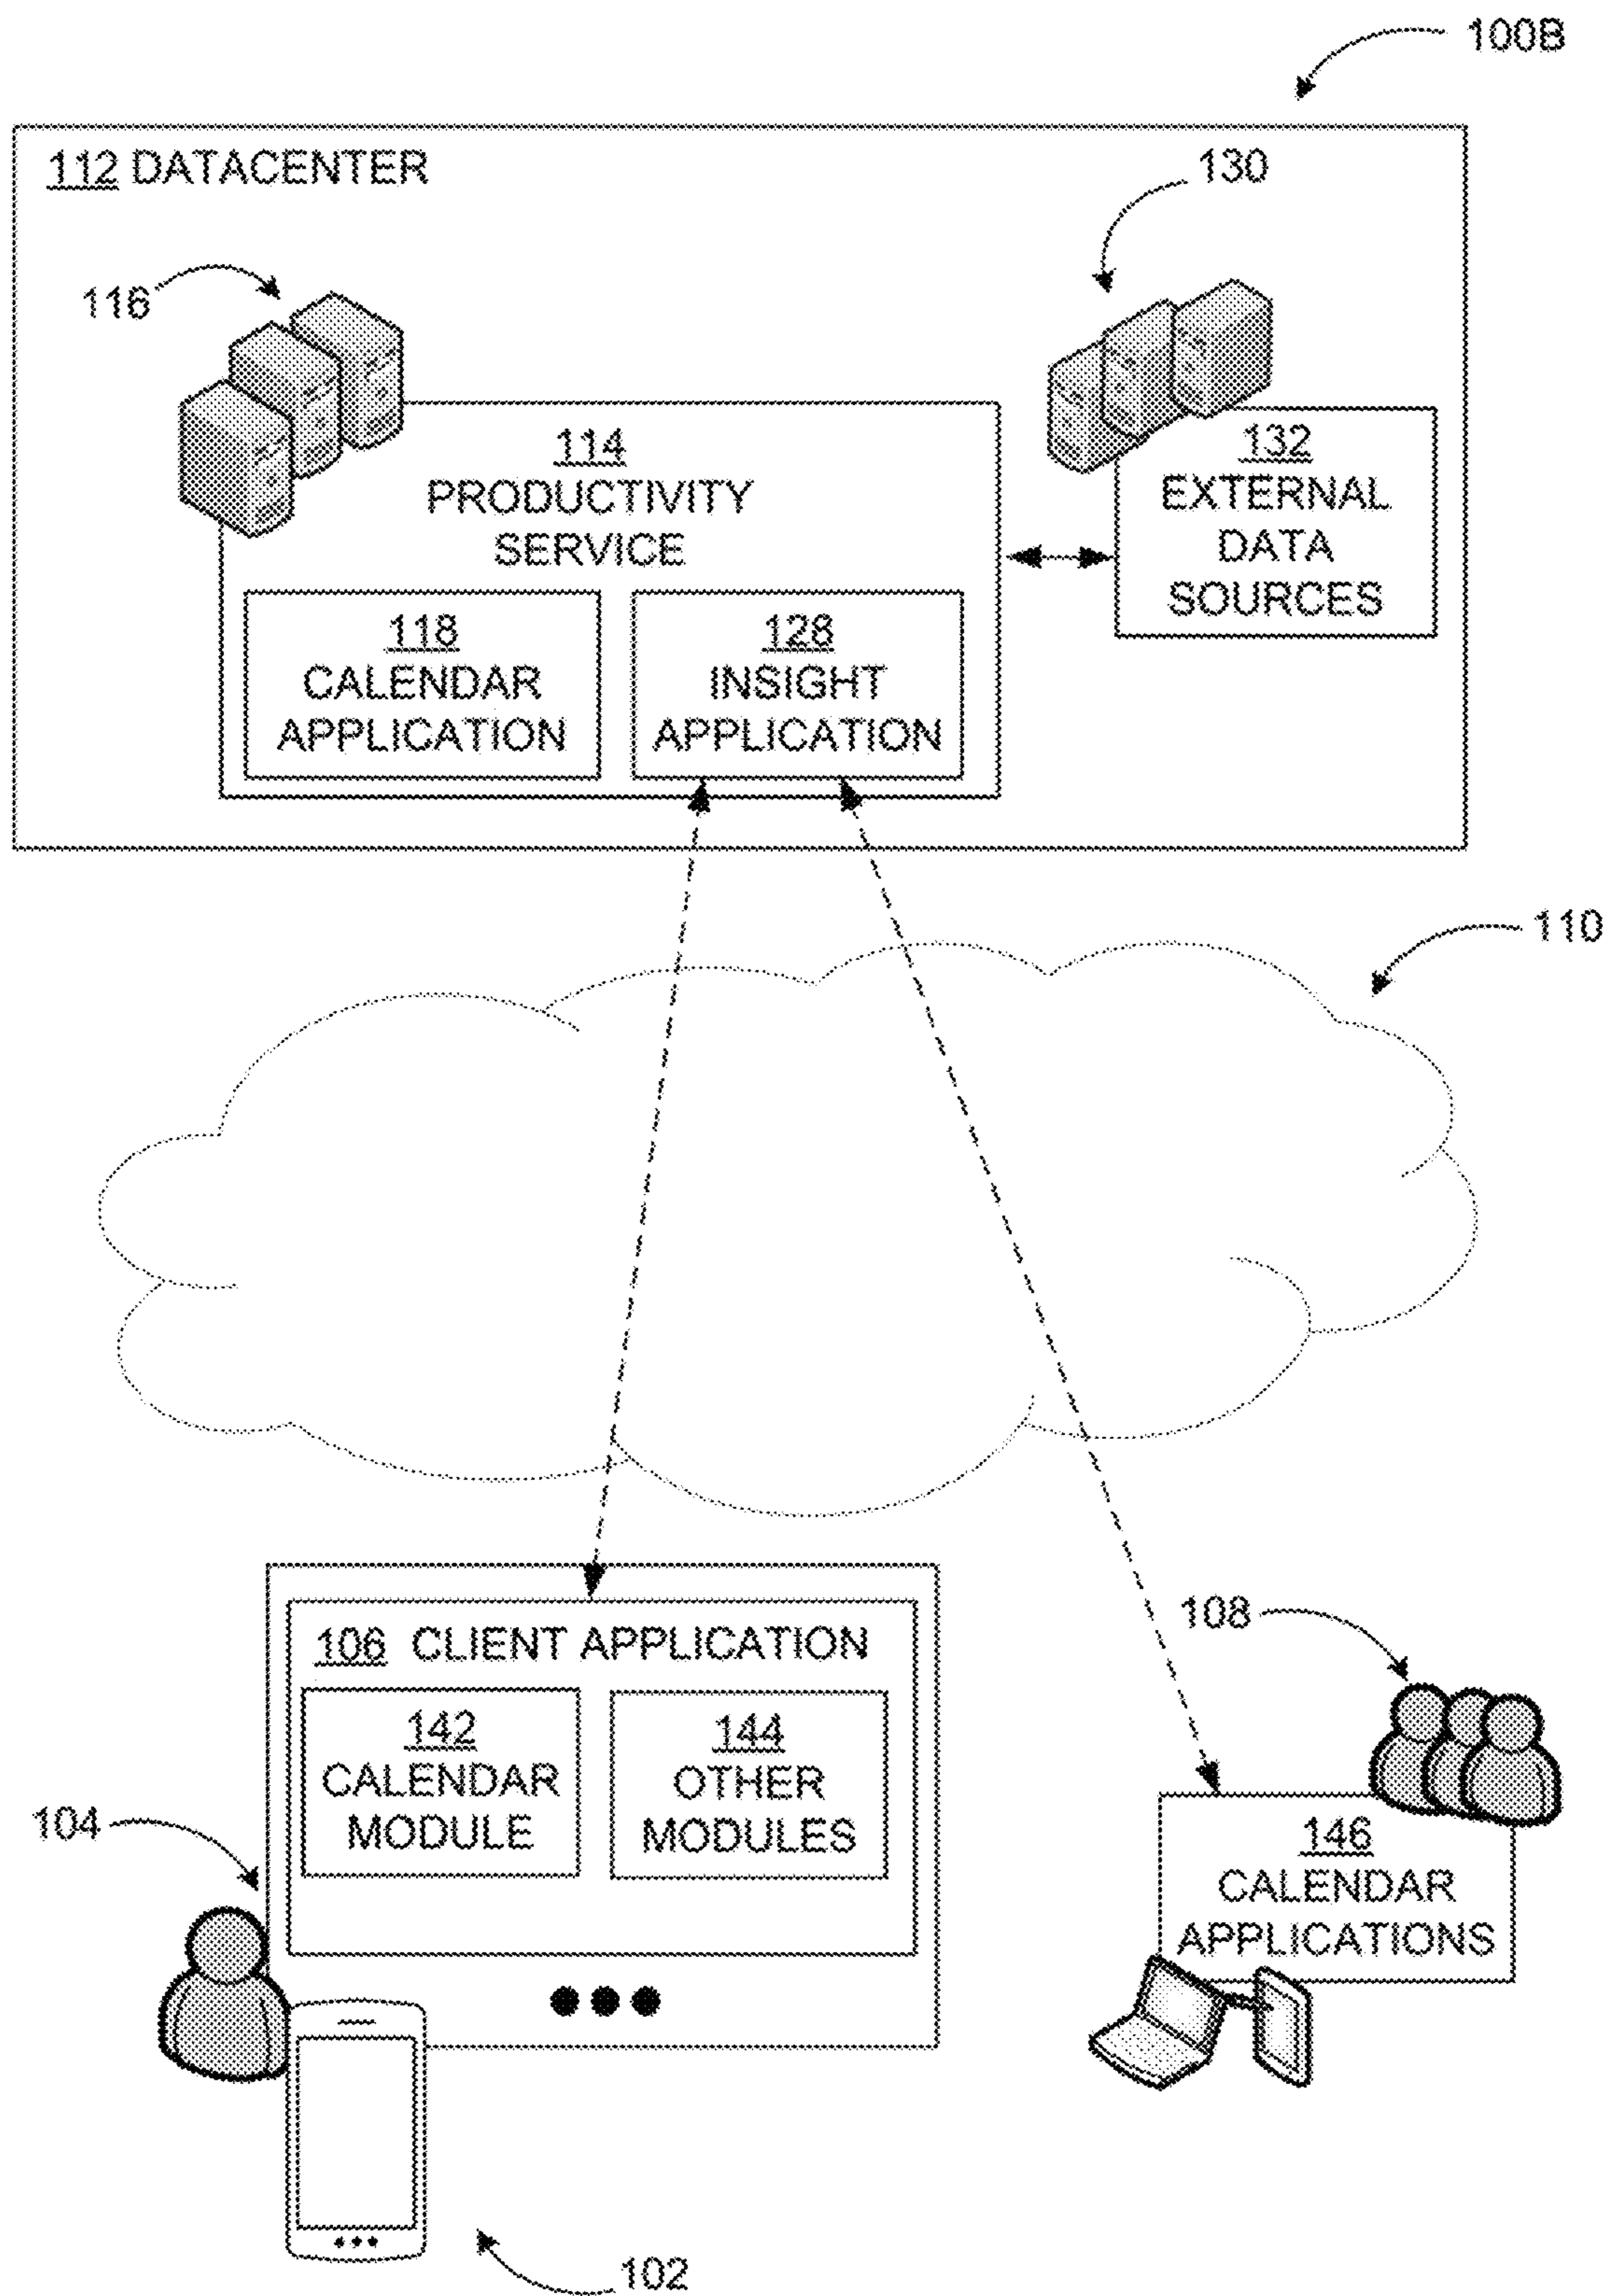 100B
112 DATACENTER
130
116
114
PRODUCTIVITY
SERVICE
132
EXTERNAL
DATA
SOURCES
118
CALENDAR
APPLICATION
128
INSIGHT
APPLICATION
110
106 CLIENT APPLICATION
142
CALENDAR
MODULE
144
OTHER
MODULES
108
104
146
CALENDAR
APPLICATIONS
102